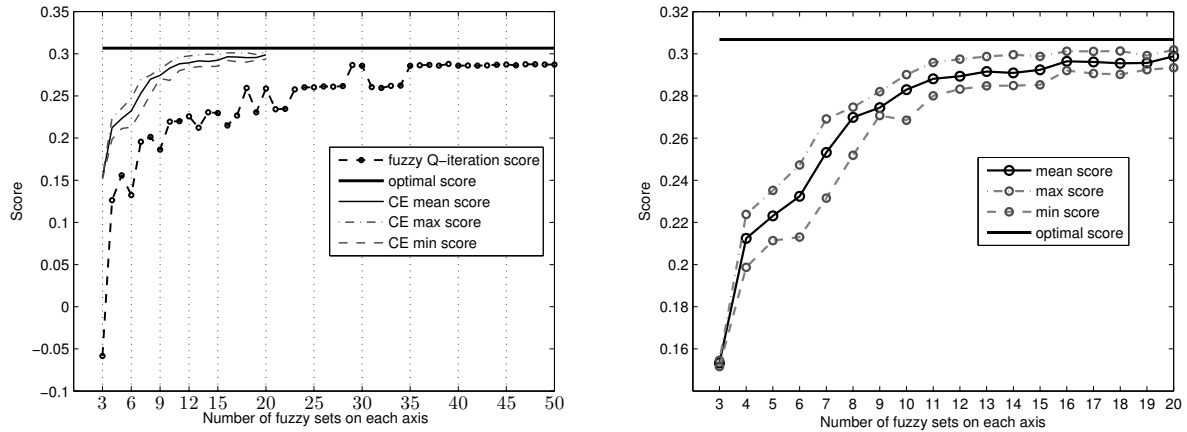 0.35
0.3
0.25
0.2
0.15
0.1
0.05
0
−0.05
−0.1
Score
3 6 9 12 15 20 25 30 35 40 45 50
Number of fuzzy sets on each axis
fuzzy Q-iteration score
optimal score
CE mean score
CE max score
CE min score
0.32
0.3
0.28
0.26
0.24
0.22
0.2
0.18
0.16
Score
3 4 5 6 7 8 9 10 11 12 13 14 15 16 17 18 19 20
Number of fuzzy sets on each axis
mean score
max score
min score
optimal score